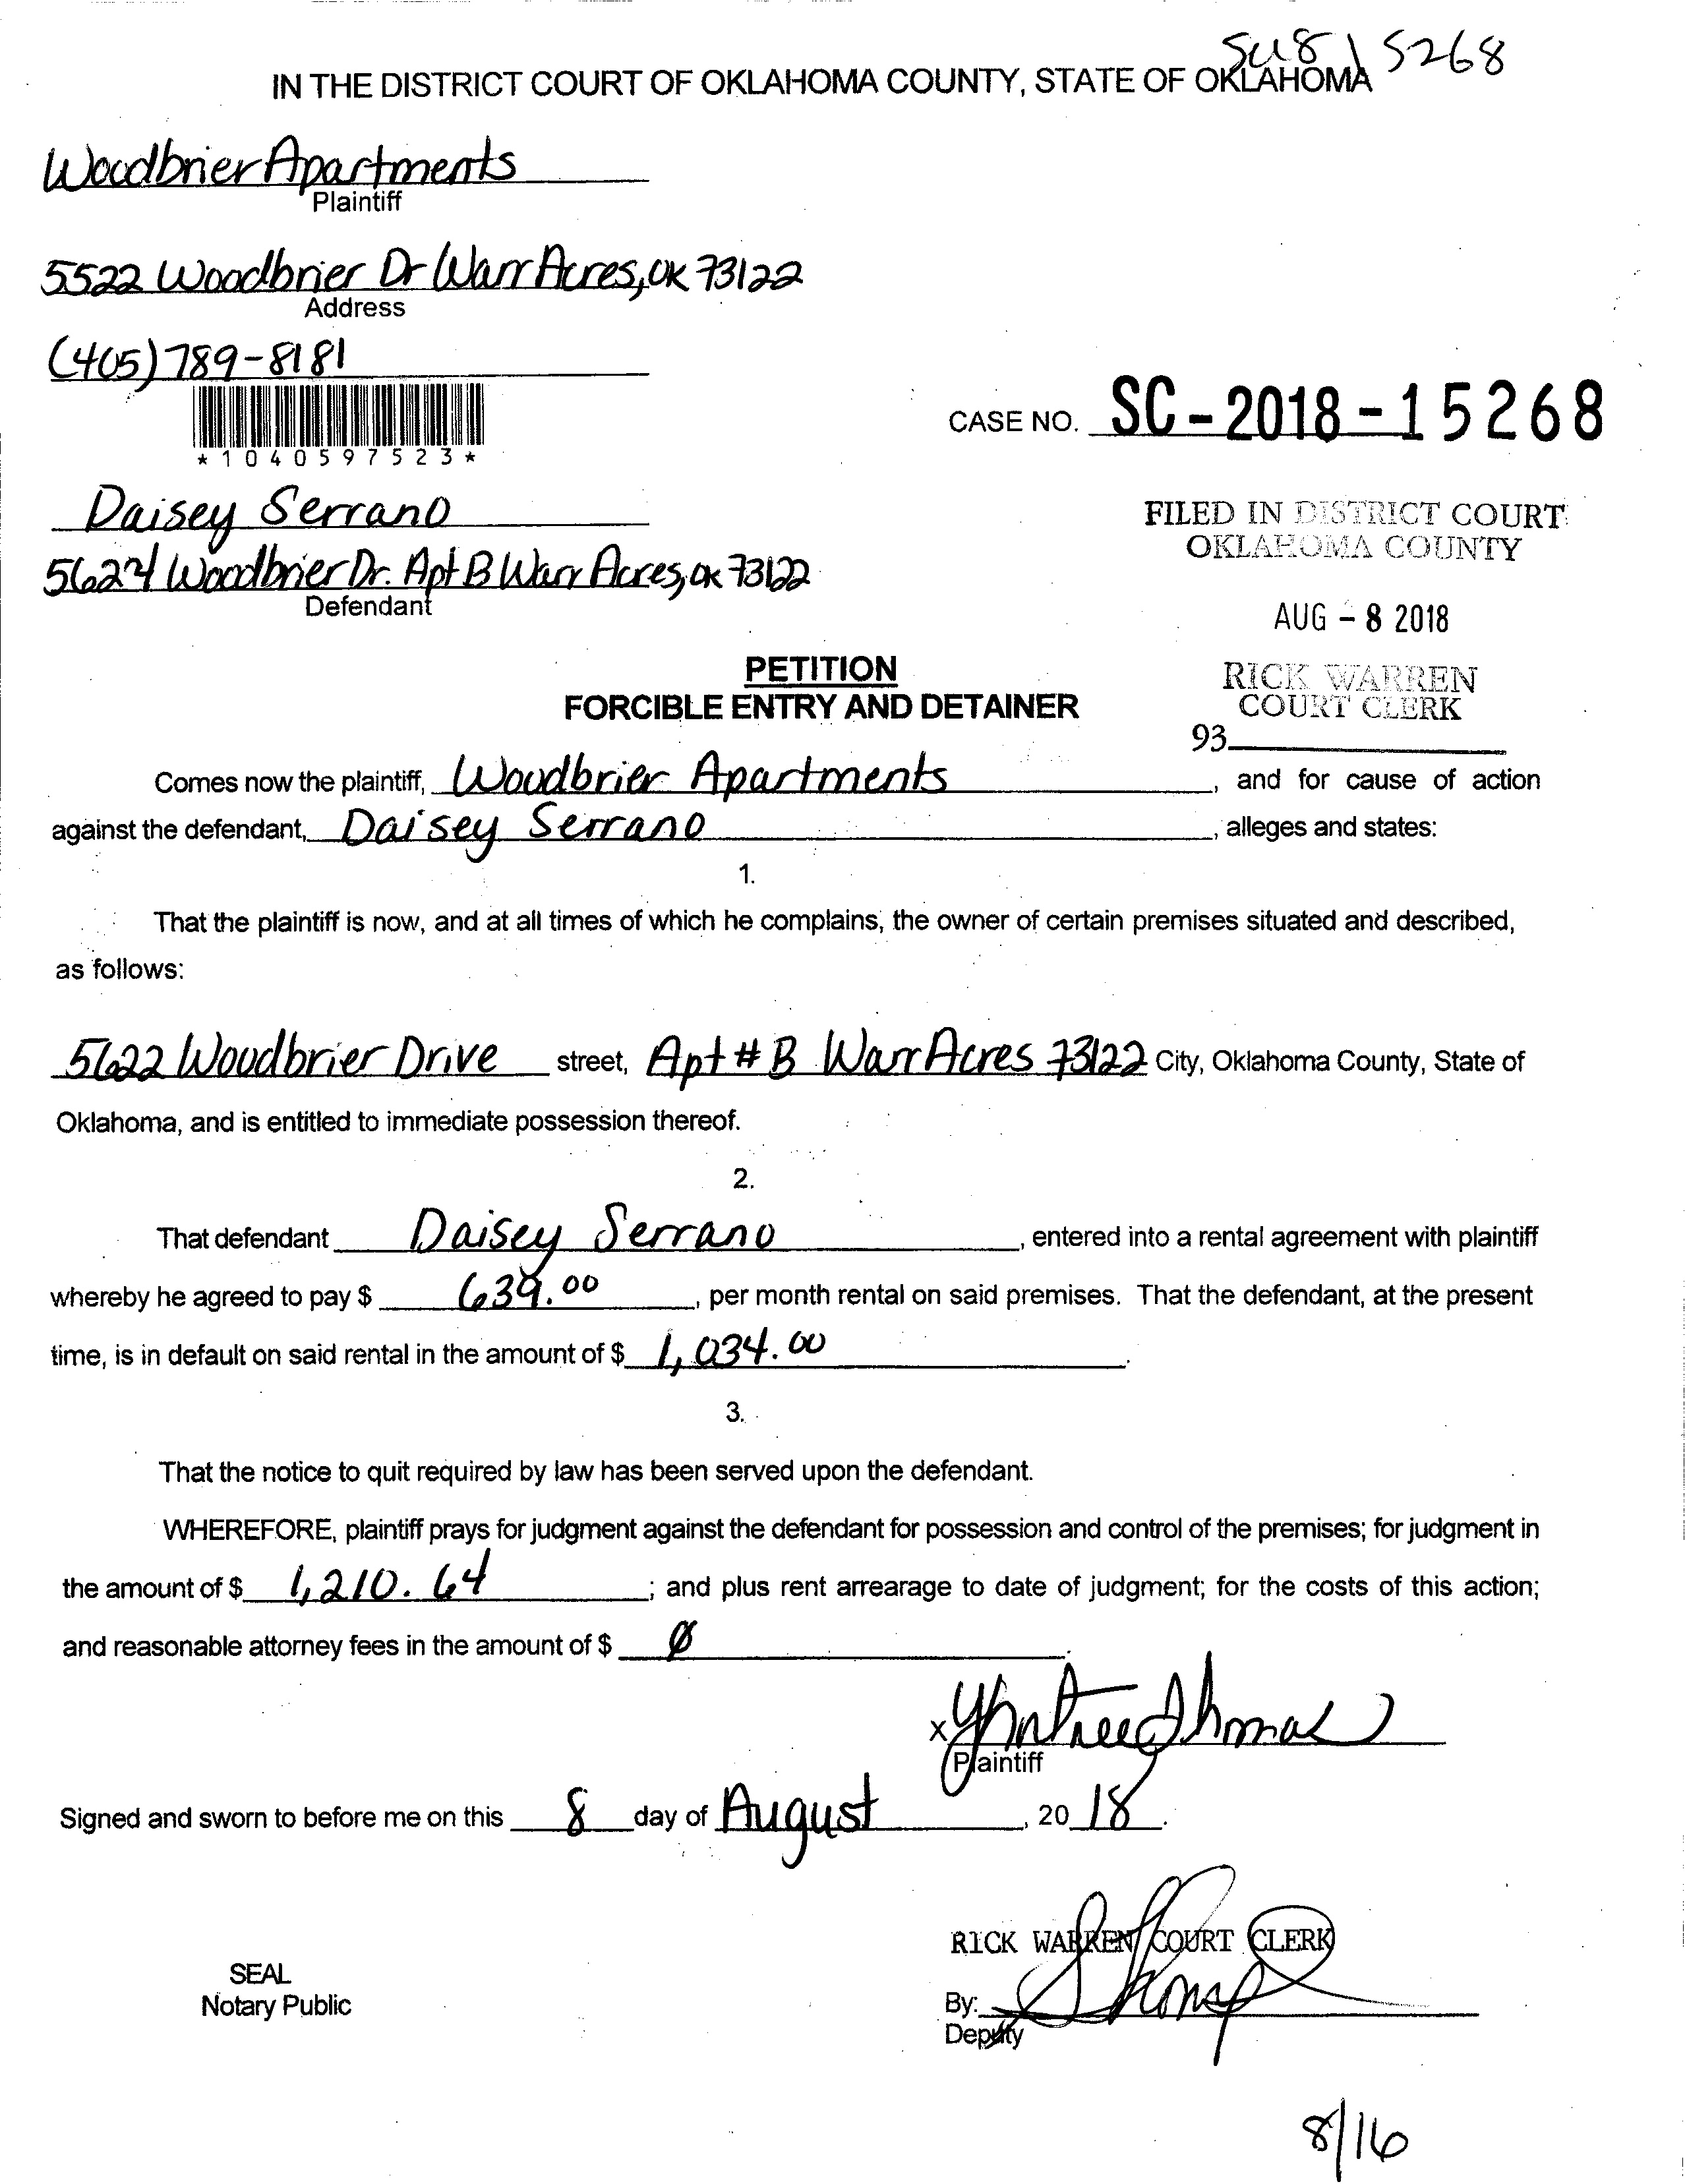 SC 18 15268
IN THE DISTRICT COURT OF OKLAHOMA COUNTY, STATE OF OKLAHOMA
Woodbrier Apartments
Plaintiff
5522 Woodbrier Dr Warr Acres, OK 73122
Address
(405) 789-8181
*1040597523*
CASE NO. SC-2018-15268
Daisey Serrano
FILED IN DISTRICT COURT
OKLAHOMA COUNTY
Woodbrier Dr. Apt B Warr Acres, OK 73122
Defendant
AUG - 8 2018
PETITION
FORCIBLE ENTRY AND DETAINER
RICK WARREN
COURT CLERK
93
Comes now the plaintiff, Woodbrier Apartments, and for cause of action
against the defendant, Daisey Serrano, alleges and states:
1.
That the plaintiff is now, and at all times of which he complains, the owner of certain premises situated and described,
as follows:
5622 Woodbrier Drive street, Apt # B Warr Acres 73122 City, Oklahoma County, State of
Oklahoma, and is entitled to immediate possession thereof.
2.
That defendant Daisey Serrano, entered into a rental agreement with plaintiff
whereby he agreed to pay $ 639.00, per month rental on said premises. That the defendant, at the present
time, is in default on said rental in the amount of $ 1,034.00.
3.
That the notice to quit required by law has been served upon the defendant.
WHEREFORE, plaintiff prays for judgment against the defendant for possession and control of the premises; for judgment in
the amount of $ 1,210.64; and plus rent arrearage to date of judgment; for the costs of this action;
and reasonable attorney fees in the amount of $ Ø.
x
Plaintiff
Signed and sworn to before me on this 8 day of August, 20 18.
RICK WARREN COURT CLERK
SEAL
Notary Public
By:
Deputy
8/16